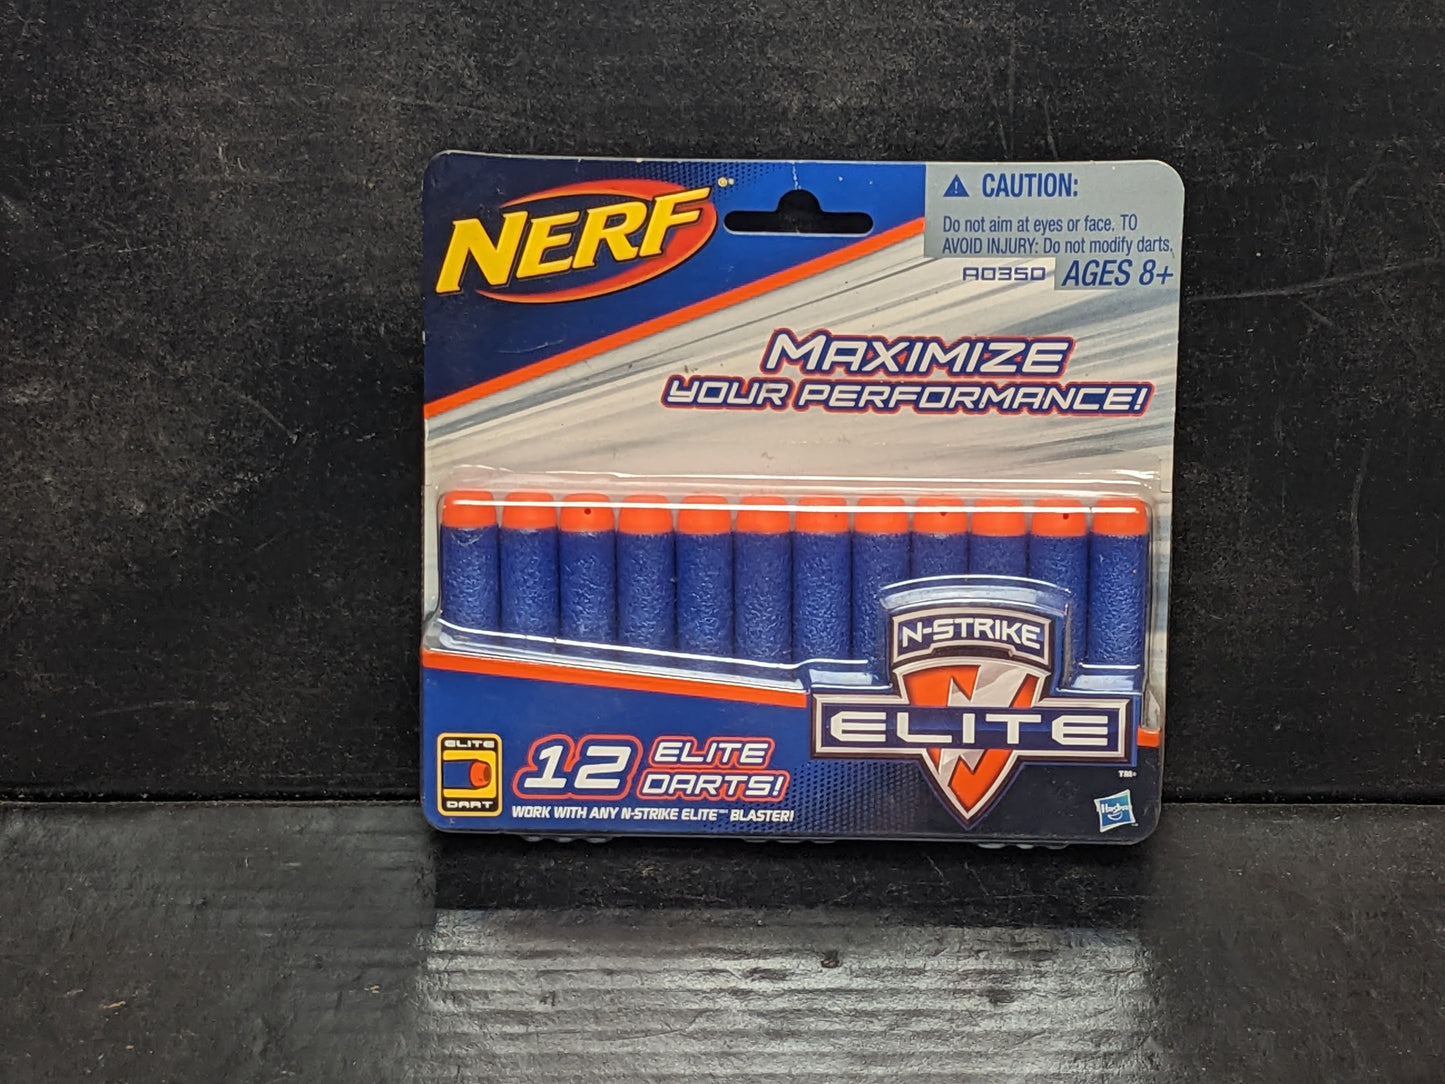 NERF
⚠ CAUTION:
Do not aim at eyes or face. TO
AVOID INJURY: Do not modify darts.
A0350
AGES 8+
MAXIMIZE
YOUR PERFORMANCE!
N-STRIKE
ELITE
TM
ELITE
DART
12 ELITE
DARTS!
WORK WITH ANY N-STRIKE ELITE™ BLASTER!
Hasbro